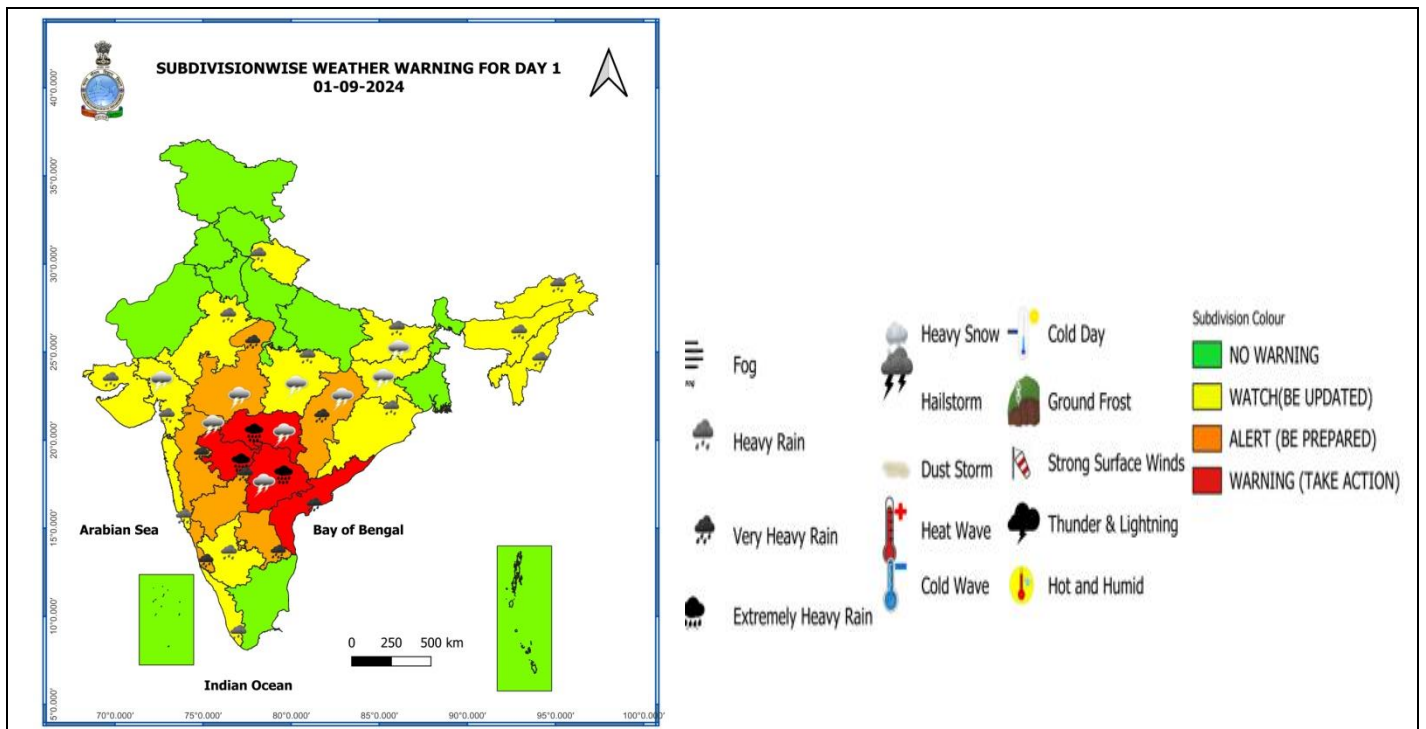 SUBDIVISIONWISE WEATHER WARNING FOR DAY 1
01-09-2024
40°0.000'
35°0.000'
30°0.000'
25°0.000'
20°0.000'
15°0.000'
10°0.000'
5°0.000'
Arabian Sea
Bay of Bengal
0 250 500 km
Indian Ocean
70°0.000' 75°0.000' 80°0.000' 85°0.000' 90°0.000' 95°0.000' 100°0.000'
Fog
Heavy Rain
Very Heavy Rain
Extremely Heavy Rain
Heavy Snow
Hailstorm
Dust Storm
Heat Wave
Cold Wave
Cold Day
Ground Frost
Strong Surface Winds
Thunder & Lightning
Hot and Humid
Subdivision Colour
NO WARNING
WATCH(BE UPDATED)
ALERT (BE PREPARED)
WARNING (TAKE ACTION)